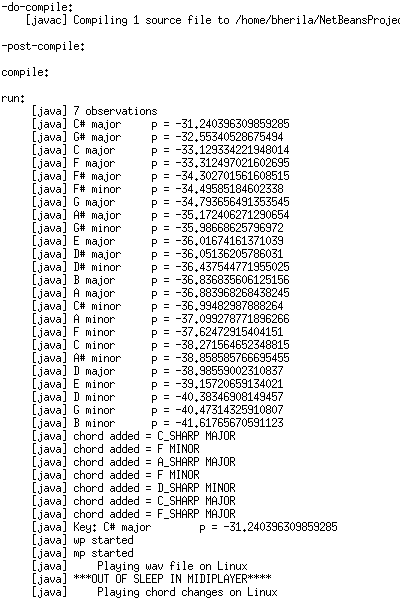 -do-compile:
[javac] Compiling 1 source file to /home/bherila/NetBeansProjec
-post-compile:
compile:
run:
[java] 7 observations
[java] C# major p = -31.240396309859285
[java] G# major p = -32.55340528675494
[java] C major p = -33.129334221948014
[java] F major p = -33.312497021602695
[java] F# major p = -34.302701561608515
[java] F# minor p = -34.49585184602338
[java] G major p = -34.793656491353545
[java] A# major p = -35.172406271290654
[java] G# minor p = -35.98668625796972
[java] E major p = -36.01674161371039
[java] D# major p = -36.05136205786031
[java] D# minor p = -36.437544771955025
[java] B major p = -36.836835606125156
[java] A major p = -36.883968268438245
[java] C# minor p = -36.99482987888264
[java] A minor p = -37.099278771896266
[java] F minor p = -37.62472915404151
[java] C minor p = -38.271564652348815
[java] A# minor p = -38.858585766695455
[java] D major p = -38.98559002310837
[java] E minor p = -39.15720659134021
[java] D minor p = -40.38346908149457
[java] G minor p = -40.47314325910807
[java] B minor p = -41.61765670591123
[java] chord added = C_SHARP MAJOR
[java] chord added = F MINOR
[java] chord added = A_SHARP MAJOR
[java] chord added = F MINOR
[java] chord added = D_SHARP MINOR
[java] chord added = C_SHARP MAJOR
[java] chord added = F_SHARP MAJOR
[java] Key: C# major p = -31.240396309859285
[java] wp started
[java] mp started
[java] Playing wav file on Linux
[java] ***OUT OF SLEEP IN MIDIPLAYER****
[java] Playing chord changes on Linux